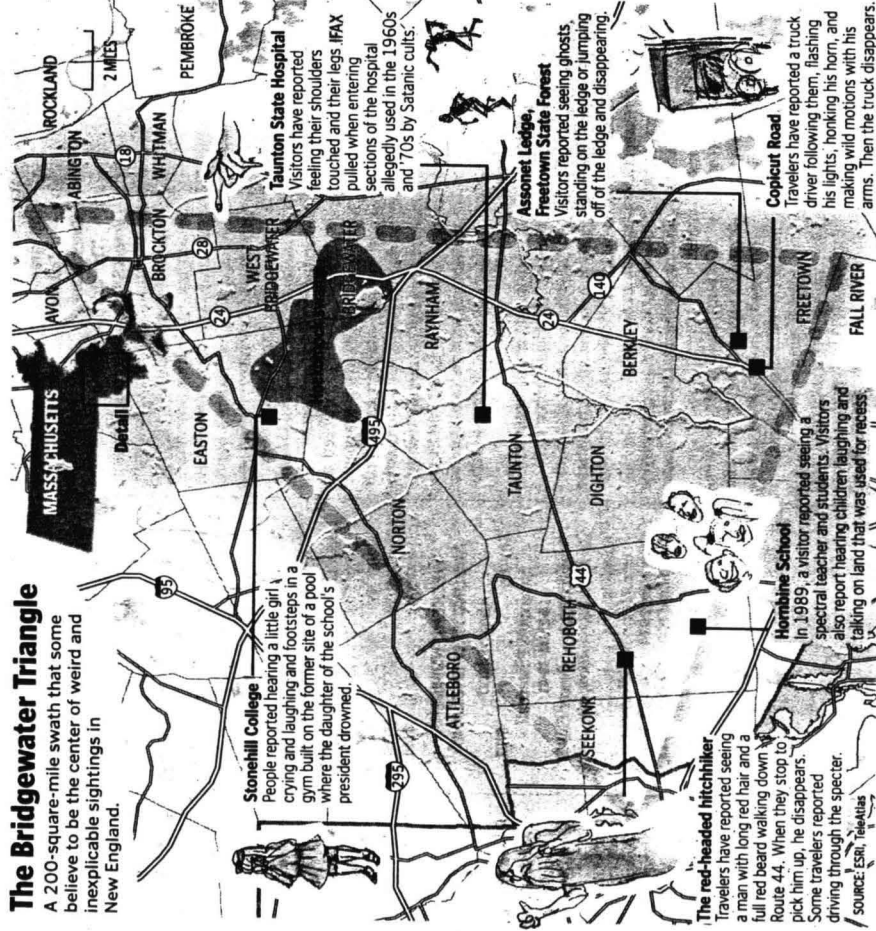 The Bridgewater Triangle
A 200-square-mile swath that some
believe to be the center of weird and
inexplicable sightings in
New England.
MASSACHUSETTS
Detail
ROCKLAND
2 MILES
PEMBROKE
ABINGTON
18
WHITMAN
AVON
BROCKTON
28
WEST
BRIDGEWATER
24
BRIDGEWATER
EASTON
495
RAYNHAM
95
NORTON
TAUNTON
24
140
BERKLEY
DIGHTON
FREETOWN
FALL RIVER
295
ATTLEBORO
REHOBOTH
44
SEEKONK
Taunton State Hospital
Visitors have reported
feeling their shoulders
touched and their legs IFAX
pulled when entering
sections of the hospital
allegedly used in the 1960s
and '70s by Satanic cults.
Assonet Ledge,
Freetown State Forest
Visitors reported seeing ghosts
standing on the ledge or jumping
off of the ledge and disappearing.
Copicut Road
Travelers have reported a truck
driver following them, flashing
his lights, honking his horn, and
making wild motions with his
arms. Then the truck disappears.
Stonehill College
People reported hearing a little girl
crying and laughing and footsteps in a
gym built on the former site of a pool
where the daughter of the school's
president drowned.
The red-headed hitchhiker
Travelers have reported seeing
a man with long red hair and a
full red beard walking down
Route 44. When they stop to
pick him up, he disappears.
Some travelers reported
driving through the specter.
Hornbine School
In 1989, a visitor reported seeing a
spectral teacher and students. Visitors
also report hearing children laughing and
talking on land that was used for recess.
SOURCE: ESRI, TeleAtlas